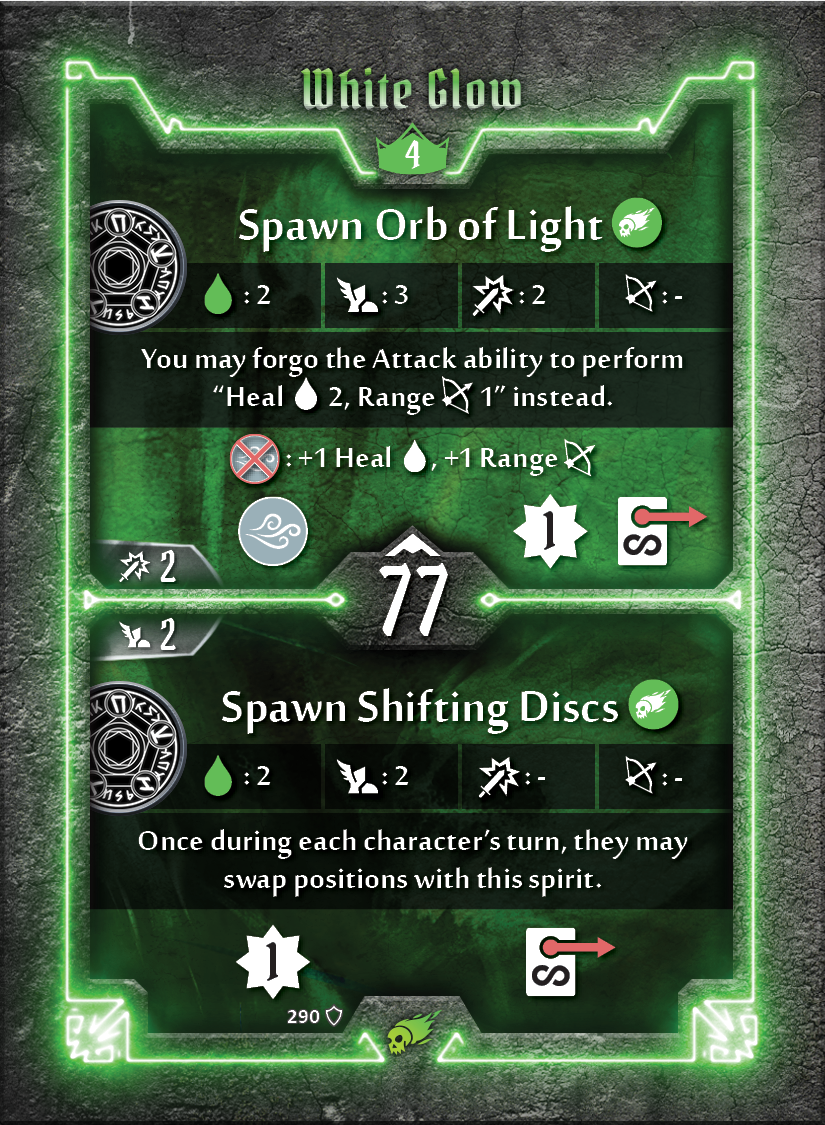 White Glow
4
Spawn Orb of Light
: 2 : 3 : 2 : -
You may forgo the Attack ability to perform
“Heal 2, Range 1” instead.
: +1 Heal , +1 Range
1
2
77
2
Spawn Shifting Discs
: 2 : 2 : - : -
Once during each character’s turn, they may
swap positions with this spirit.
1
290